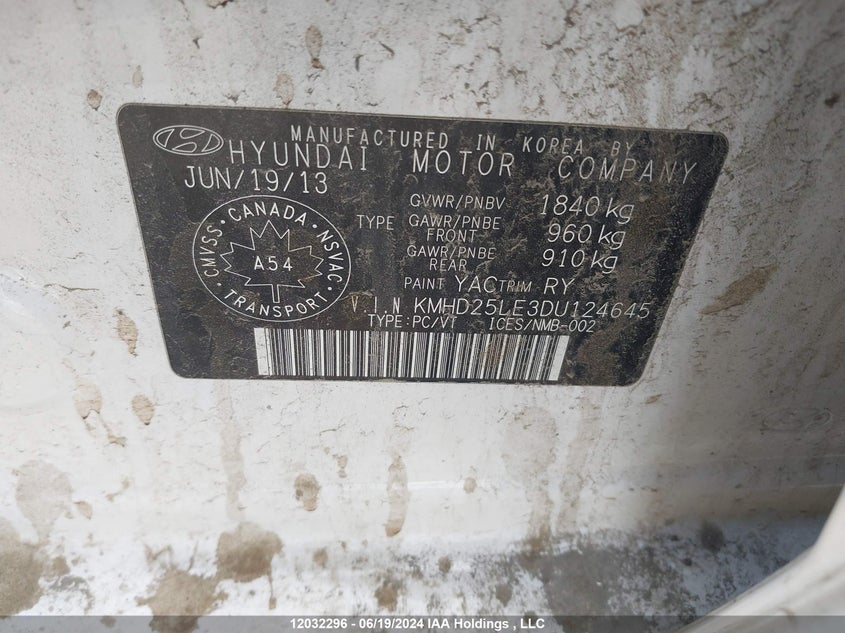 MANUFACTURED IN KOREA BY
HYUNDAI MOTOR COMPANY
JUN/19/13
GVWR/PNBV 1840 kg
TYPE GAWR/PNBE FRONT 960 kg
GAWR/PNBE REAR 910 kg
CMVSS • CANADA • NSVAC • TRANSPORT •
A54
PAINT YAC TRIM RY
V.I.N KMHD25LE3DU124645
TYPE:PC/VT ICES/NMB-002
12032296 - 06/19/2024 IAA Holdings , LLC